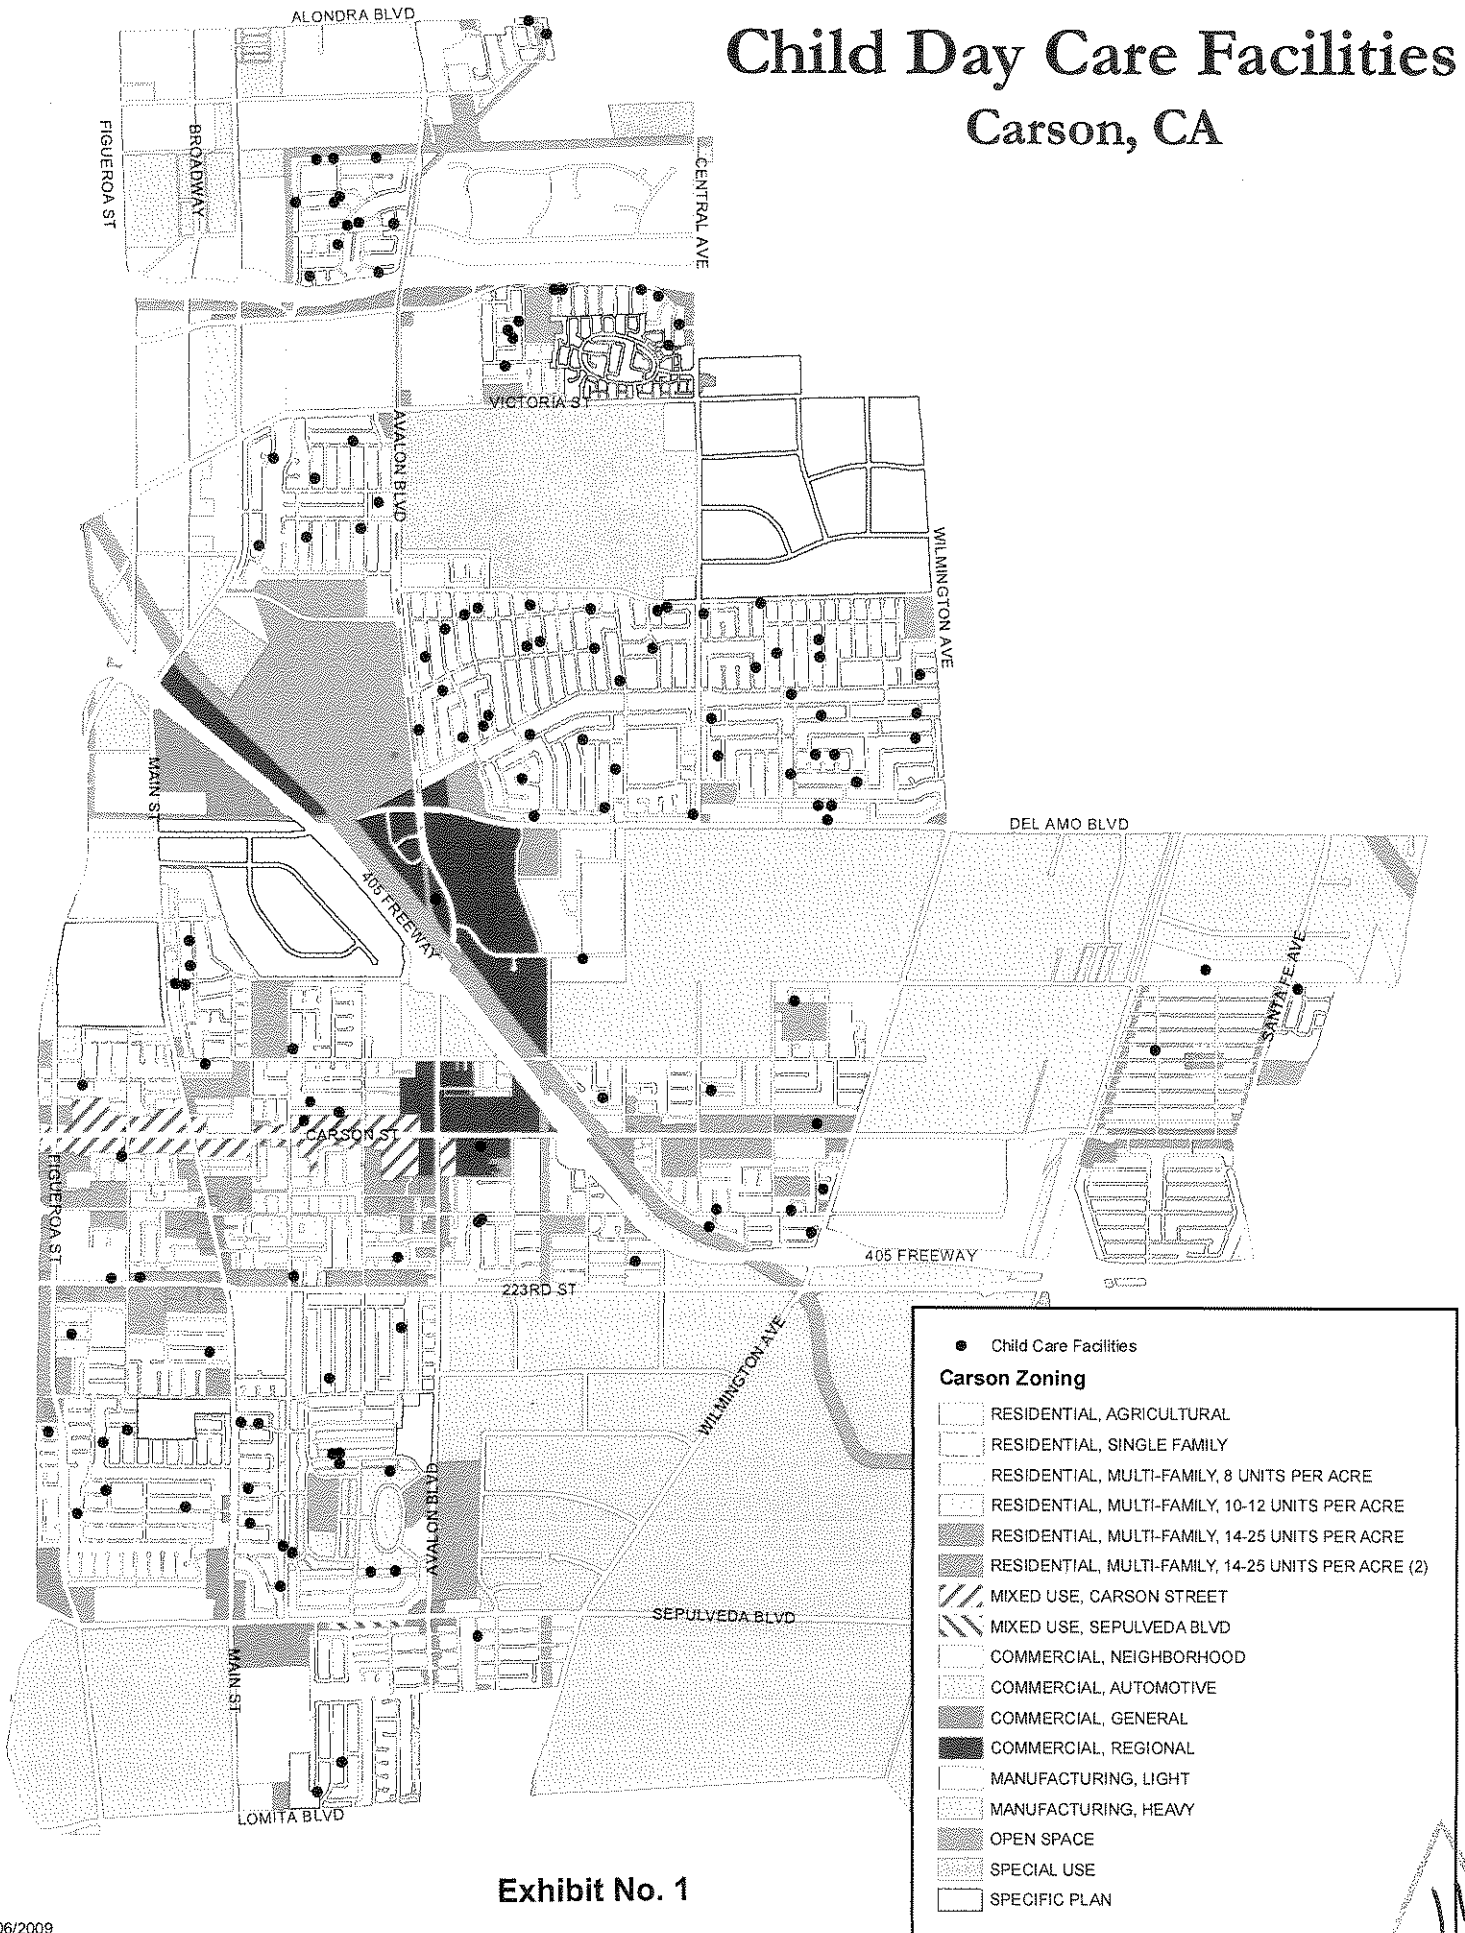 Child Day Care Facilities
Carson, CA
ALONDRA BLVD
FIGUEROA ST
BROADWAY
CENTRAL AVE
VICTORIA ST
AVALON BLVD
WILMINGTON AVE
MAIN ST
DEL AMO BLVD
405 FREEWAY
SANTA FE AVE
CARSON ST
FIGUEROA ST
405 FREEWAY
223RD ST
WILMINGTON AVE
AVALON BLVD
SEPULVEDA BLVD
MAIN ST
LOMITA BLVD
Child Care Facilities
Carson Zoning
RESIDENTIAL, AGRICULTURAL
RESIDENTIAL, SINGLE FAMILY
RESIDENTIAL, MULTI-FAMILY, 8 UNITS PER ACRE
RESIDENTIAL, MULTI-FAMILY, 10-12 UNITS PER ACRE
RESIDENTIAL, MULTI-FAMILY, 14-25 UNITS PER ACRE
RESIDENTIAL, MULTI-FAMILY, 14-25 UNITS PER ACRE (2)
MIXED USE, CARSON STREET
MIXED USE, SEPULVEDA BLVD
COMMERCIAL, NEIGHBORHOOD
COMMERCIAL, AUTOMOTIVE
COMMERCIAL, GENERAL
COMMERCIAL, REGIONAL
MANUFACTURING, LIGHT
MANUFACTURING, HEAVY
OPEN SPACE
SPECIAL USE
SPECIFIC PLAN
Exhibit No. 1
06/2009